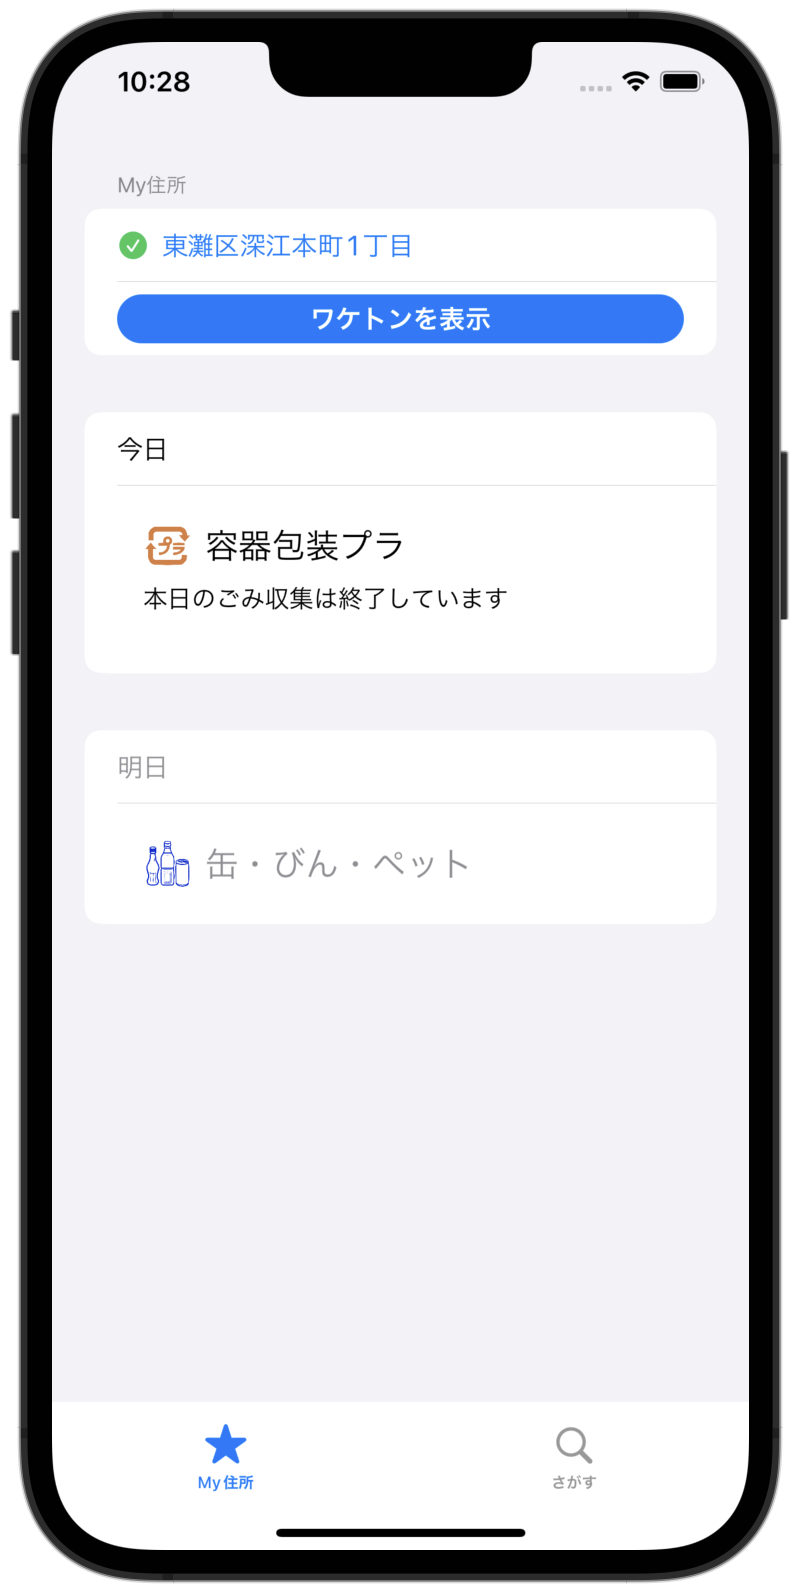 10:28
My住所
東灘区深江本町1丁目
ワケトンを表示
今日
プラ
容器包装プラ
本日のごみ収集は終了しています
明日
缶・びん・ペット
My住所
さがす